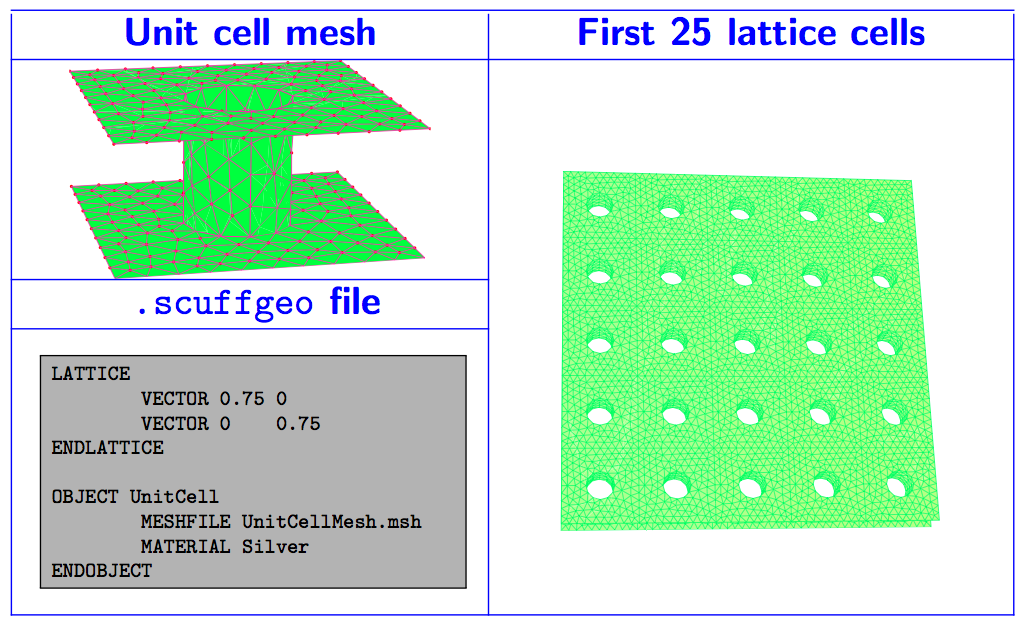 Unit cell mesh
First 25 lattice cells
.scuffgeo file
LATTICE
VECTOR 0.75 0
VECTOR 0 0.75
ENDLATTICE
OBJECT UnitCell
MESHFILE UnitCellMesh.msh
MATERIAL Silver
ENDOBJECT